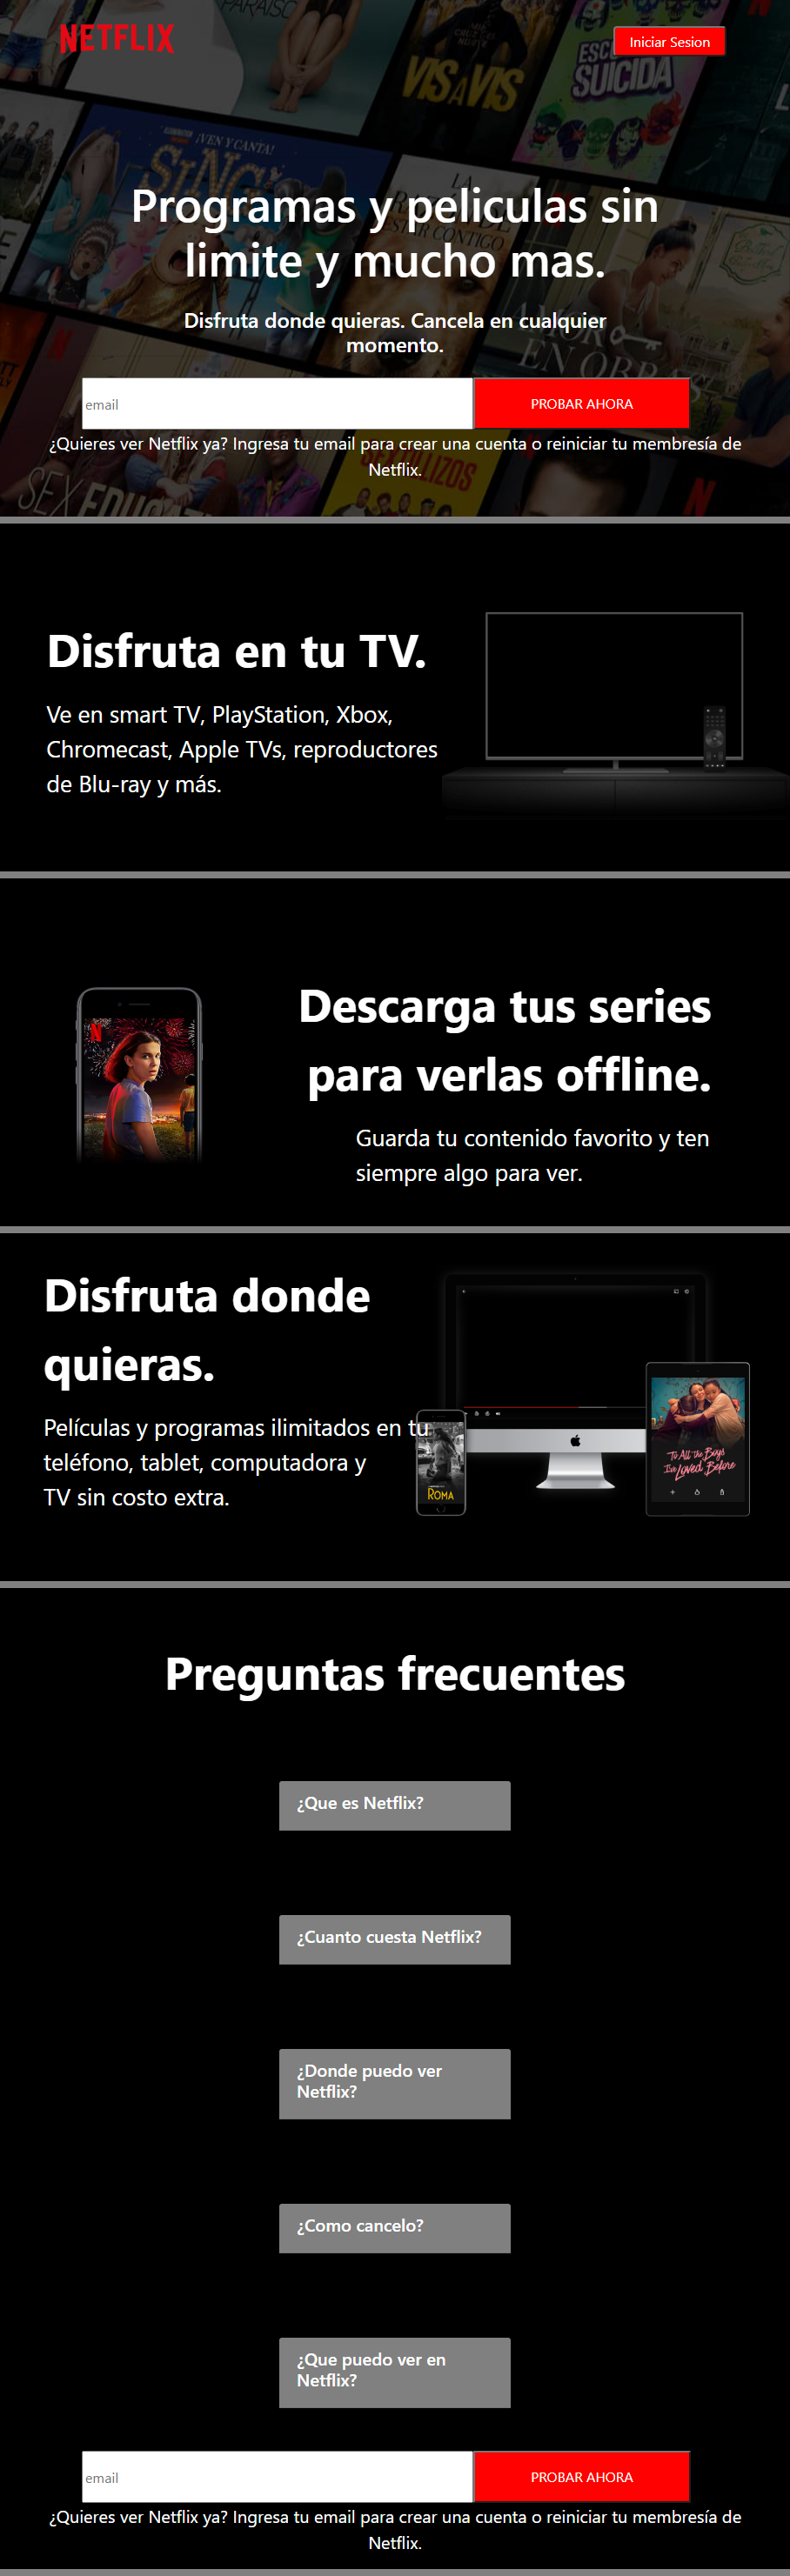 PARAISO
NETFLIX
Iniciar Sesion
VIS A VIS
SUICIDA
¡VEN Y CANTA!
SING
Programas y peliculas sin
limite y mucho mas.
Disfruta donde quieras. Cancela en cualquier
momento.
EN OBRAS
email
PROBAR AHORA
¿Quieres ver Netflix ya? Ingresa tu email para crear una cuenta o reiniciar tu membresía de
Netflix.
Disfruta en tu TV.
Ve en smart TV, PlayStation, Xbox,
Chromecast, Apple TVs, reproductores
de Blu-ray y más.
N
Descarga tus series
para verlas offline.
Guarda tu contenido favorito y ten
siempre algo para ver.
Disfruta donde
quieras.
Películas y programas ilimitados en tu
teléfono, tablet, computadora y
TV sin costo extra.
ROMA
To All the Boys
I've Loved Before
Preguntas frecuentes
¿Que es Netflix?
¿Cuanto cuesta Netflix?
¿Donde puedo ver
Netflix?
¿Como cancelo?
¿Que puedo ver en
Netflix?
email
PROBAR AHORA
¿Quieres ver Netflix ya? Ingresa tu email para crear una cuenta o reiniciar tu membresía de
Netflix.